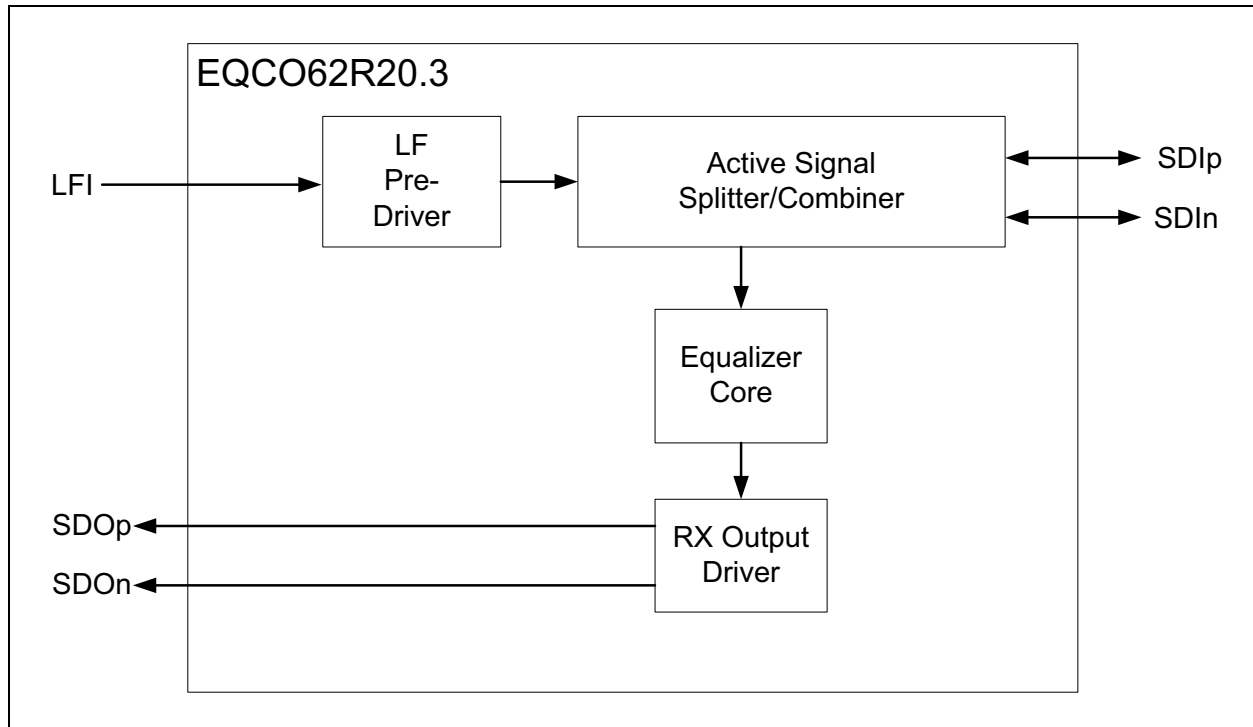 EQCO62R20.3
LF
Pre-
Driver
Active Signal
Splitter/Combiner
LFI
SDIp
SDIn
Equalizer
Core
SDOp
SDOn
RX Output
Driver